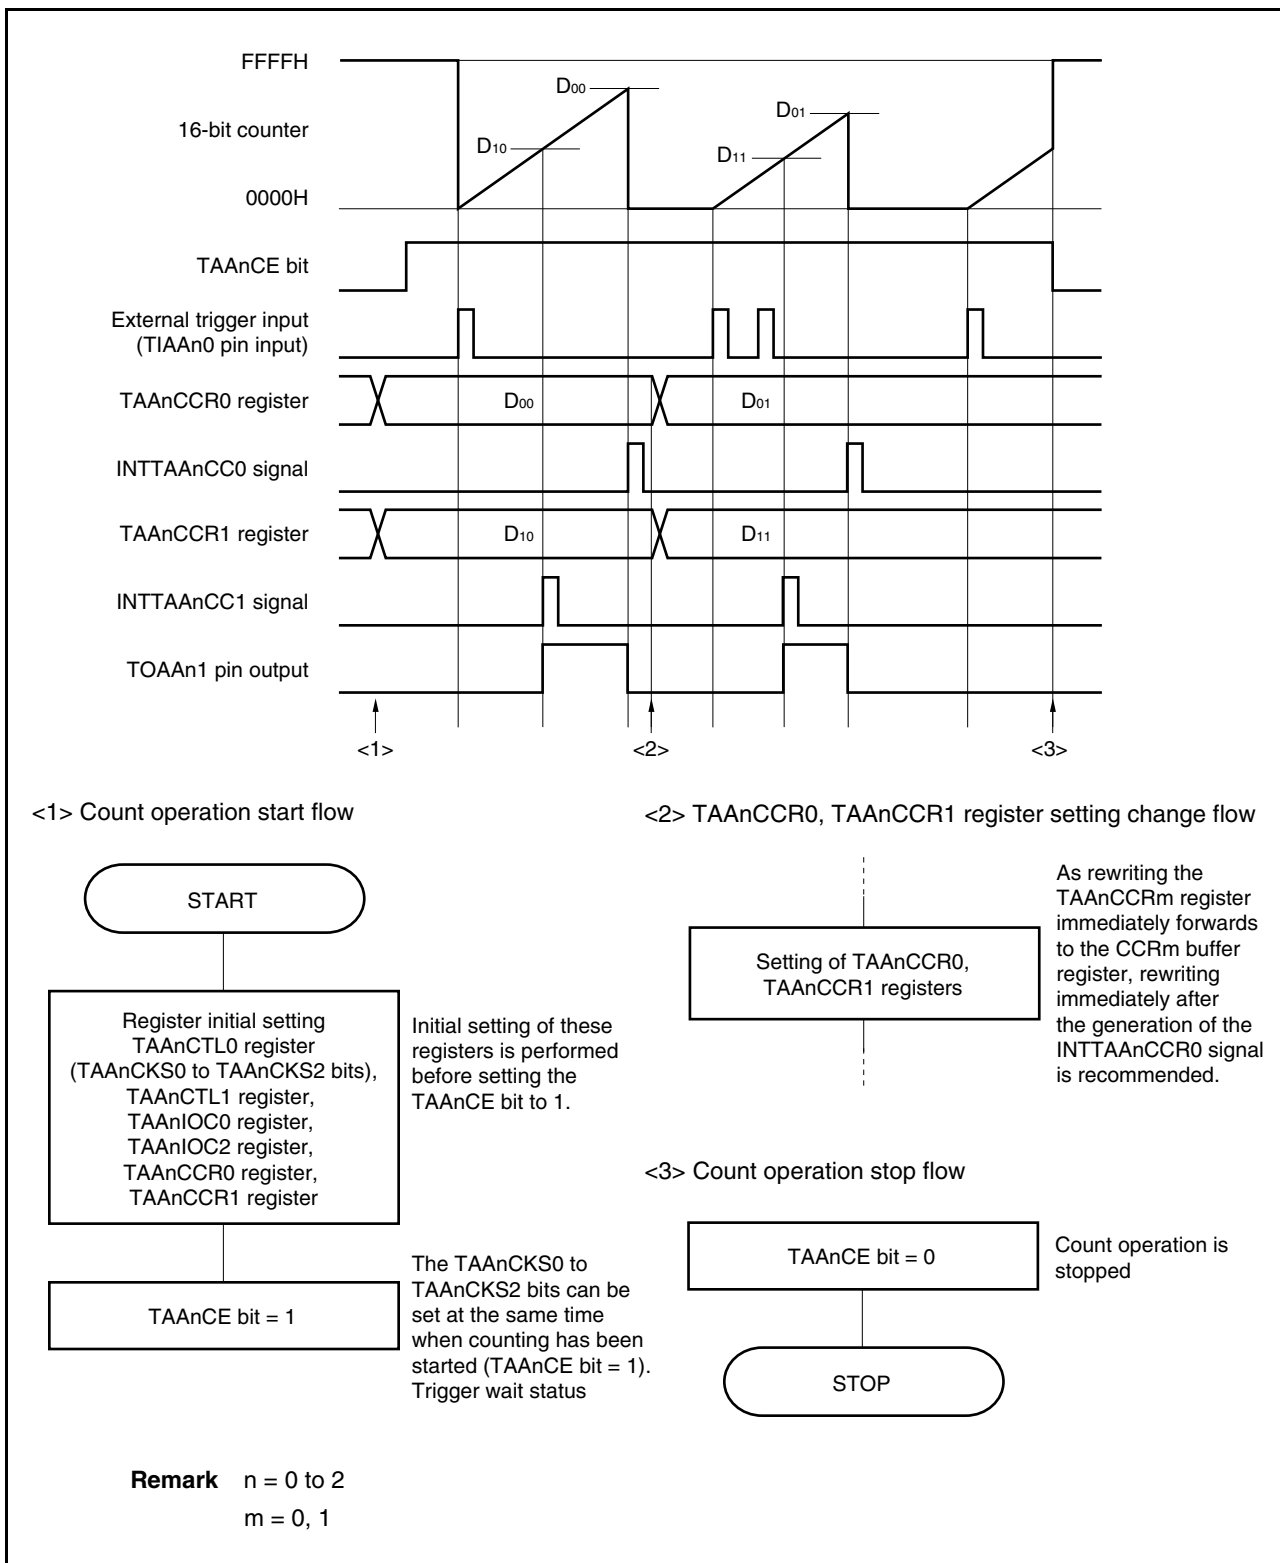 FFFFH
16-bit counter
0000H
D00
D10
D01
D11
TAAnCE bit
External trigger input
(TIAAn0 pin input)
TAAnCCR0 register
D00
D01
INTTAAnCC0 signal
TAAnCCR1 register
D10
D11
INTTAAnCC1 signal
TOAAn1 pin output
<1>
<2>
<3>
<1> Count operation start flow
START
Register initial setting
TAAnCTL0 register
(TAAnCKS0 to TAAnCKS2 bits),
TAAnCTL1 register,
TAAnIOC0 register,
TAAnIOC2 register,
TAAnCCR0 register,
TAAnCCR1 register
Initial setting of these
registers is performed
before setting the
TAAnCE bit to 1.
TAAnCE bit = 1
The TAAnCKS0 to
TAAnCKS2 bits can be
set at the same time
when counting has been
started (TAAnCE bit = 1).
Trigger wait status
<2> TAAnCCR0, TAAnCCR1 register setting change flow
Setting of TAAnCCR0,
TAAnCCR1 registers
As rewriting the
TAAnCCRm register
immediately forwards
to the CCRm buffer
register, rewriting
immediately after
the generation of the
INTTAAnCCR0 signal
is recommended.
<3> Count operation stop flow
TAAnCE bit = 0
Count operation is
stopped
STOP
Remark n = 0 to 2
m = 0, 1